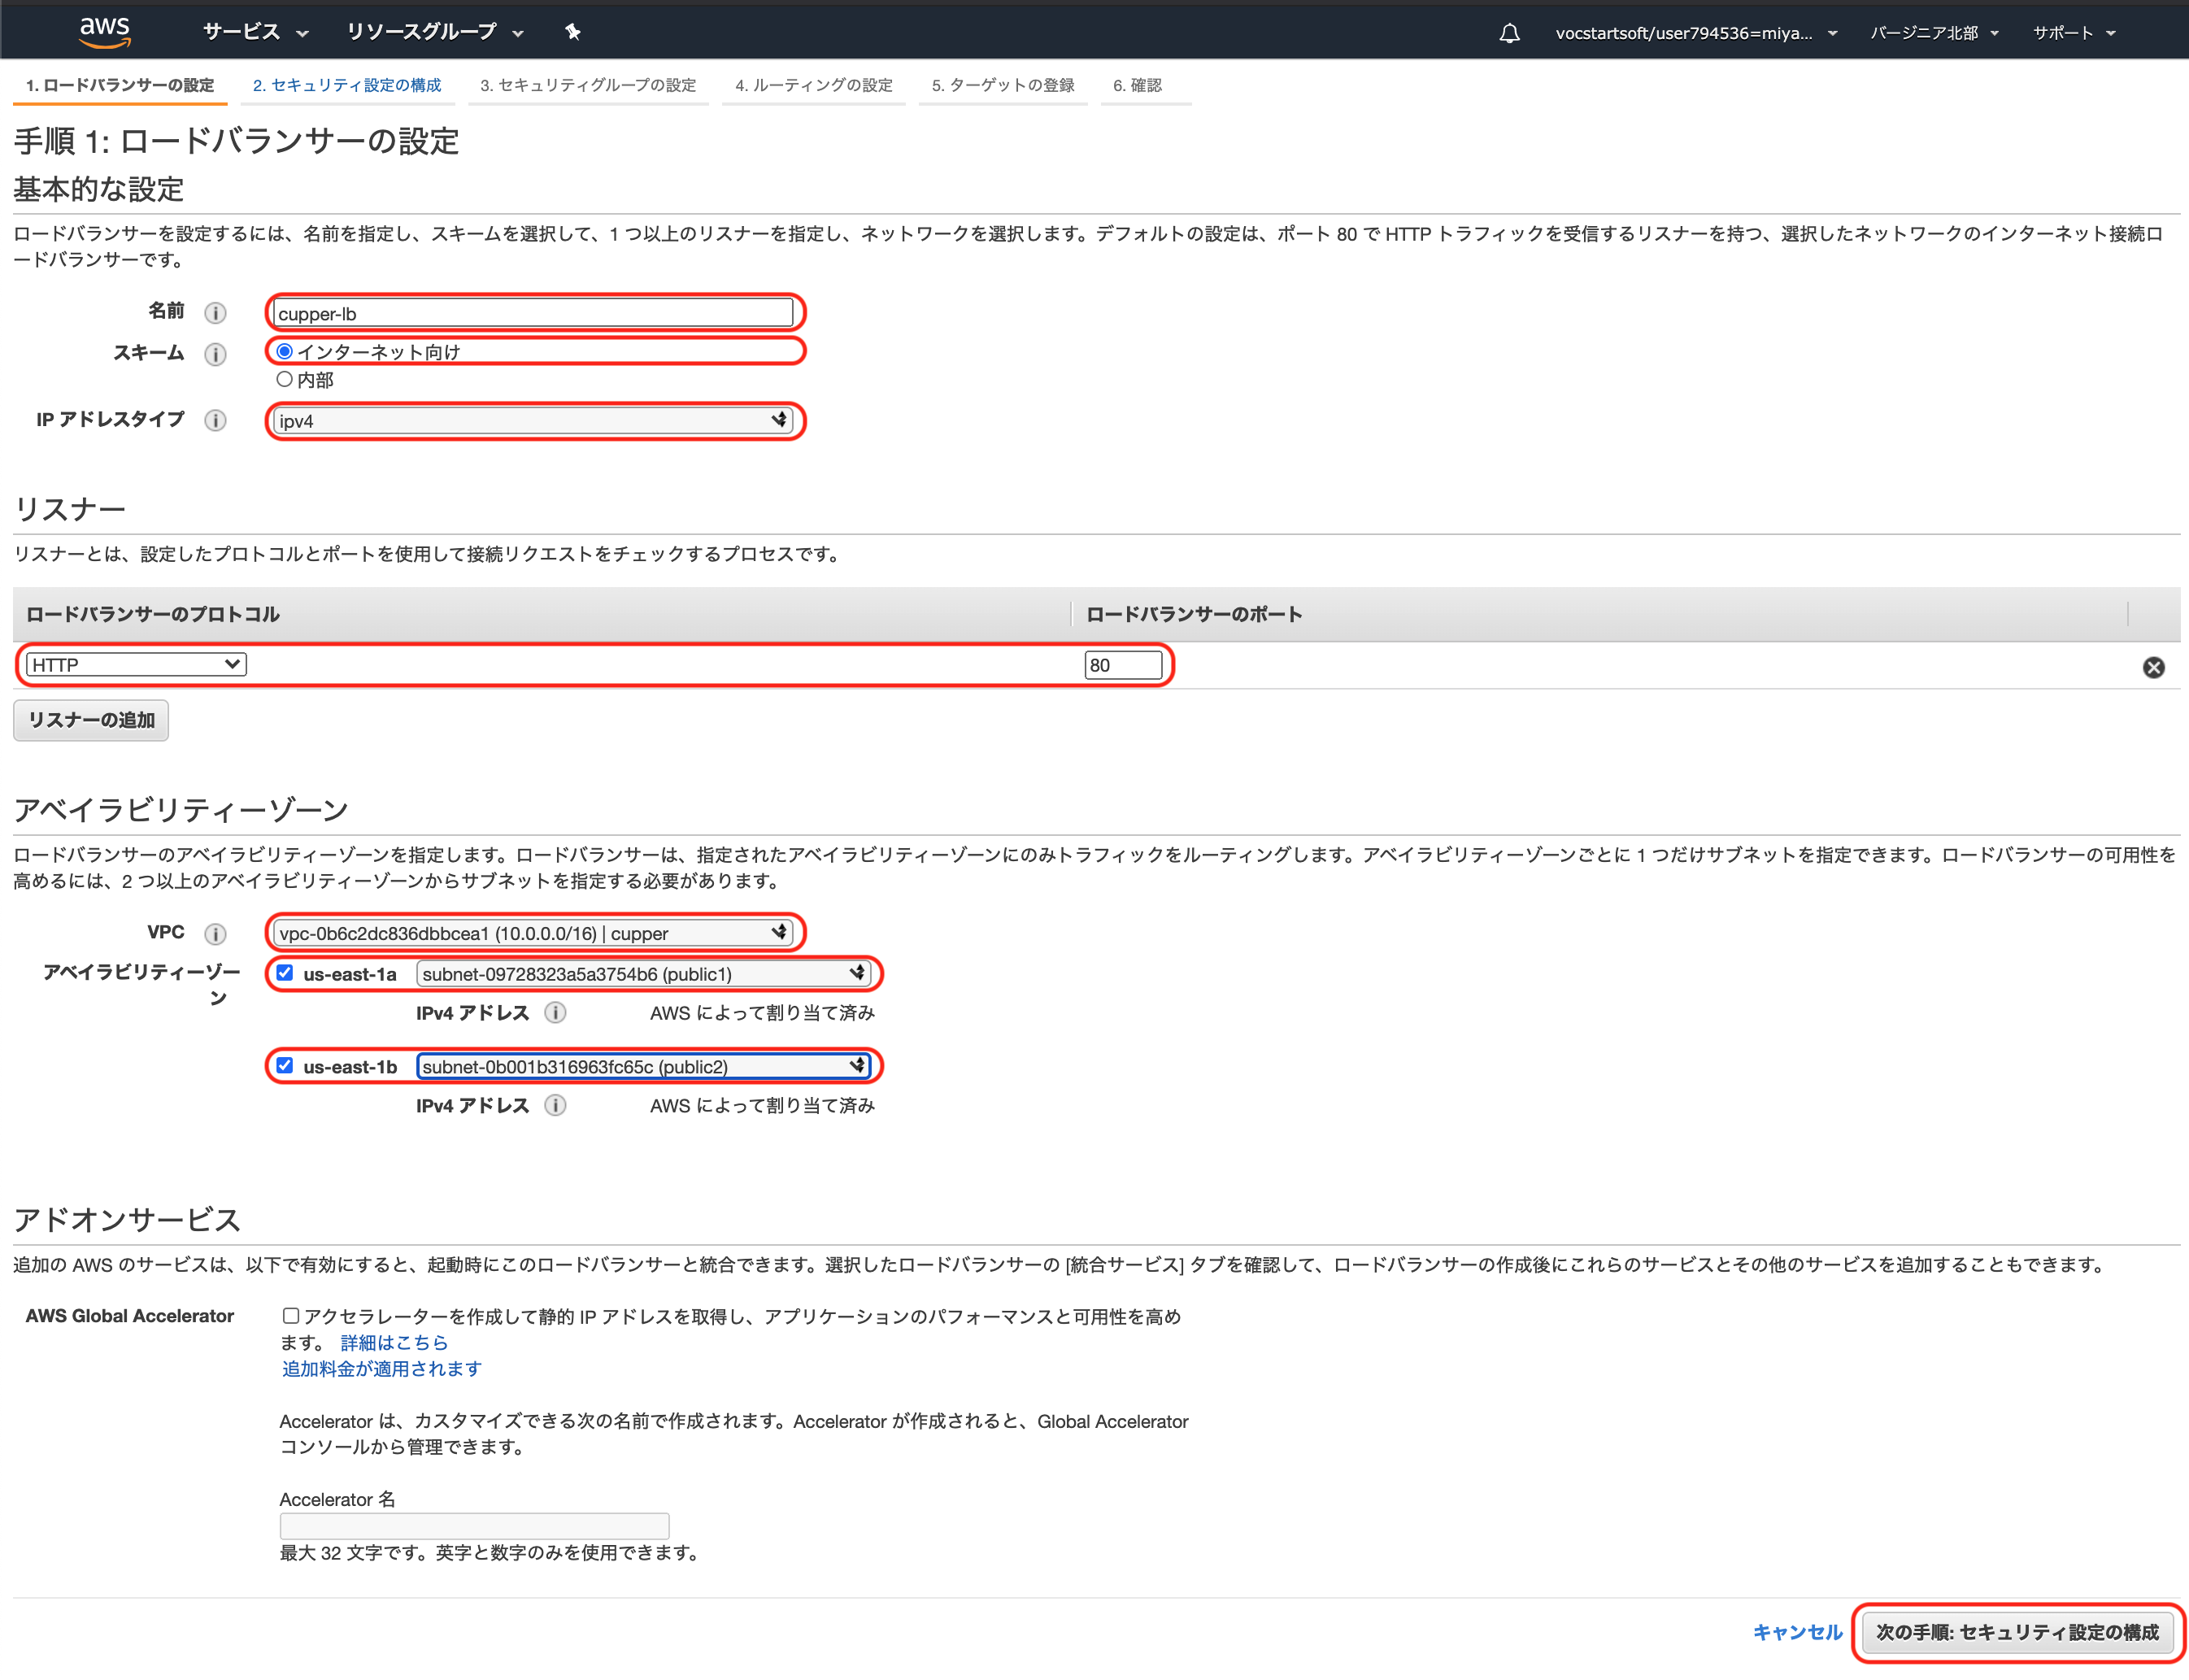 aws サービス リソースグループ vocstartsoft/user794536=miya... バージニア北部 サポート
1. ロードバランサーの設定 2. セキュリティ設定の構成 3. セキュリティグループの設定 4. ルーティングの設定 5. ターゲットの登録 6. 確認
手順 1: ロードバランサーの設定
基本的な設定
ロードバランサーを設定するには、名前を指定し、スキームを選択して、1 つ以上のリスナーを指定し、ネットワークを選択します。デフォルトの設定は、ポート 80 で HTTP トラフィックを受信するリスナーを持つ、選択したネットワークのインターネット接続ロ
ードバランサーです。
名前 i cupper-lb
スキーム i インターネット向け
内部
IP アドレスタイプ i ipv4
リスナー
リスナーとは、設定したプロトコルとポートを使用して接続リクエストをチェックするプロセスです。
ロードバランサーのプロトコル ロードバランサーのポート
HTTP 80
リスナーの追加
アベイラビリティーゾーン
ロードバランサーのアベイラビリティーゾーンを指定します。ロードバランサーは、指定されたアベイラビリティーゾーンにのみトラフィックをルーティングします。アベイラビリティーゾーンごとに 1 つだけサブネットを指定できます。ロードバランサーの可用性を
高めるには、2 つ以上のアベイラビリティーゾーンからサブネットを指定する必要があります。
VPC i vpc-0b6c2dc836dbbcea1 (10.0.0.0/16) | cupper
アベイラビリティーゾー us-east-1a subnet-09728323a5a3754b6 (public1)
ン
IPv4 アドレス i AWS によって割り当て済み
us-east-1b subnet-0b001b316963fc65c (public2)
IPv4 アドレス i AWS によって割り当て済み
アドオンサービス
追加の AWS のサービスは、以下で有効にすると、起動時にこのロードバランサーと統合できます。選択したロードバランサーの [統合サービス] タブを確認して、ロードバランサーの作成後にこれらのサービスとその他のサービスを追加することもできます。
AWS Global Accelerator アクセラレーターを作成して静的 IP アドレスを取得し、アプリケーションのパフォーマンスと可用性を高め
ます。 詳細はこちら
追加料金が適用されます
Accelerator は、カスタマイズできる次の名前で作成されます。Accelerator が作成されると、Global Accelerator
コンソールから管理できます。
Accelerator 名
最大 32 文字です。英字と数字のみを使用できます。
キャンセル 次の手順: セキュリティ設定の構成